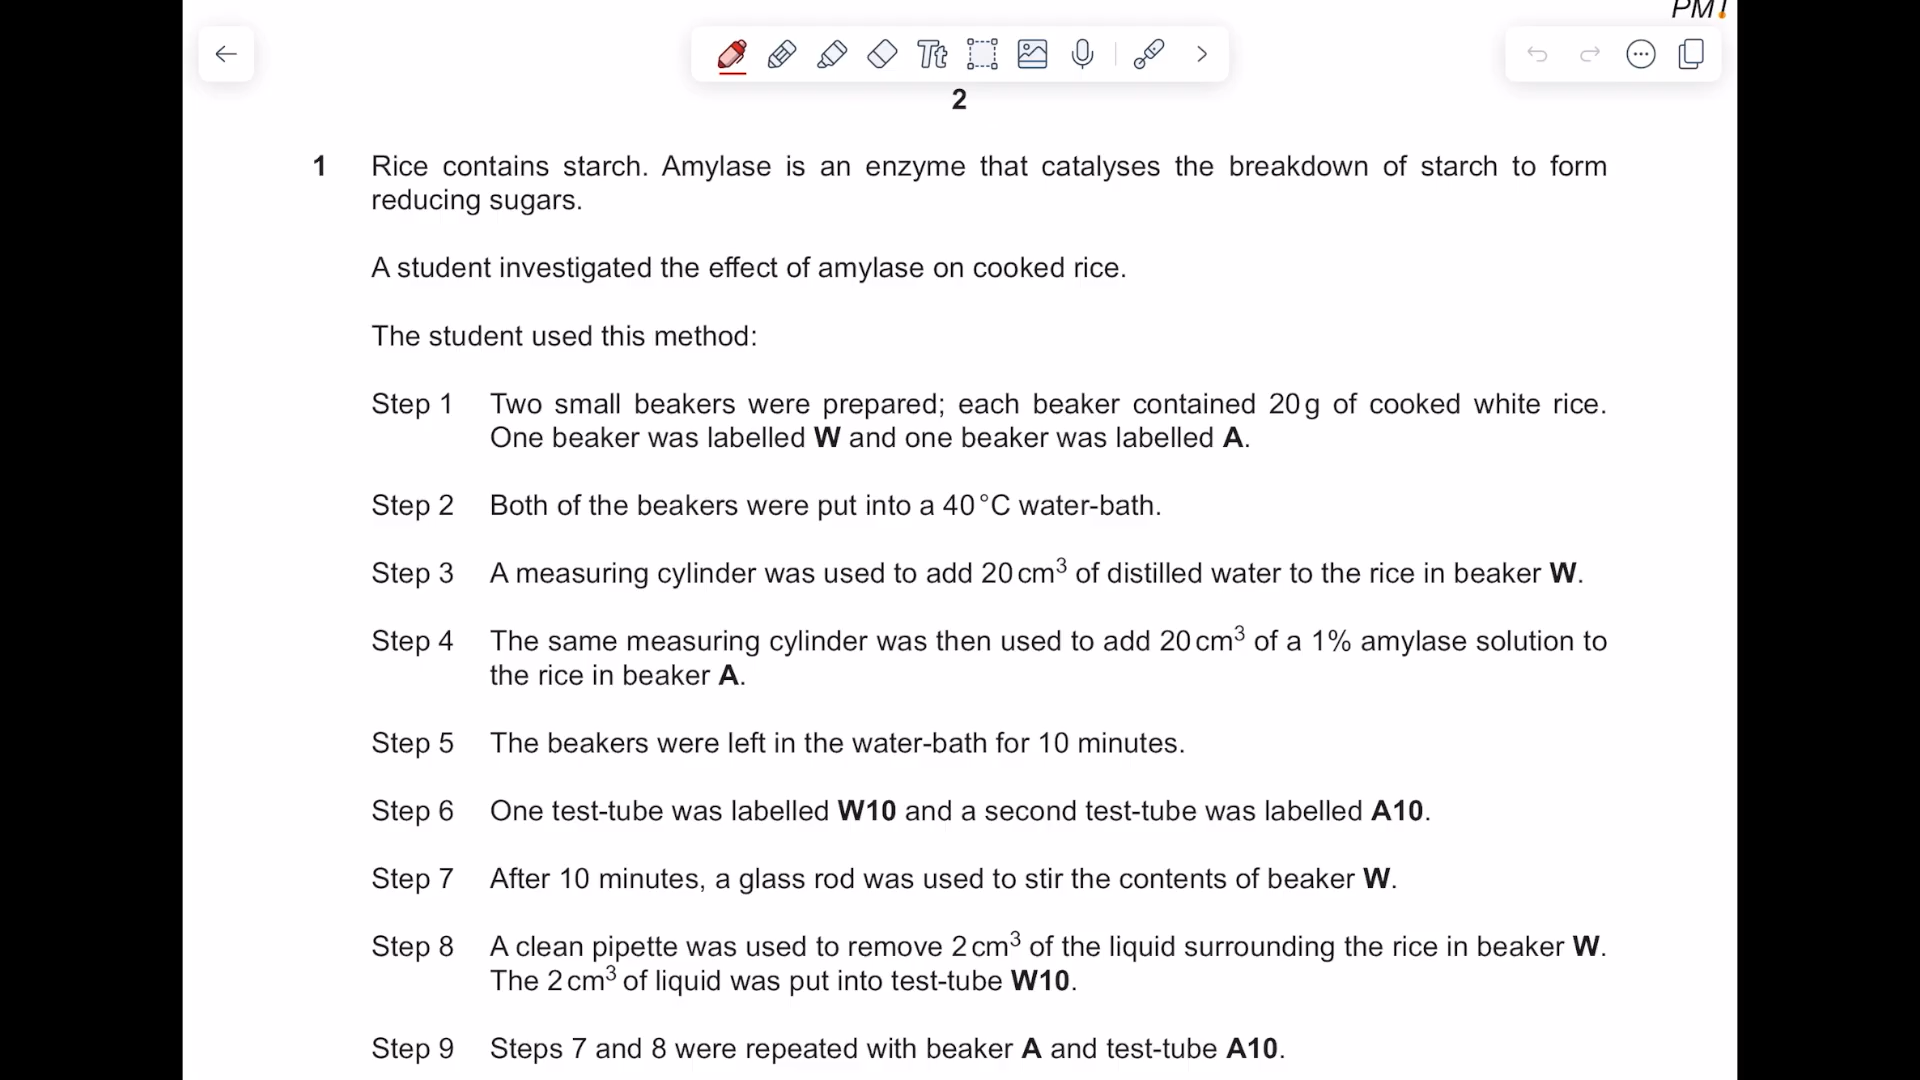 PMT
Tt
2
1 Rice contains starch. Amylase is an enzyme that catalyses the breakdown of starch to form
reducing sugars.
A student investigated the effect of amylase on cooked rice.
The student used this method:
Step 1 Two small beakers were prepared; each beaker contained 20 g of cooked white rice.
One beaker was labelled W and one beaker was labelled A.
Step 2 Both of the beakers were put into a 40 °C water-bath.
Step 3 A measuring cylinder was used to add 20 cm³ of distilled water to the rice in beaker W.
Step 4 The same measuring cylinder was then used to add 20 cm³ of a 1% amylase solution to
the rice in beaker A.
Step 5 The beakers were left in the water-bath for 10 minutes.
Step 6 One test-tube was labelled W10 and a second test-tube was labelled A10.
Step 7 After 10 minutes, a glass rod was used to stir the contents of beaker W.
Step 8 A clean pipette was used to remove 2 cm³ of the liquid surrounding the rice in beaker W.
The 2 cm³ of liquid was put into test-tube W10.
Step 9 Steps 7 and 8 were repeated with beaker A and test-tube A10.